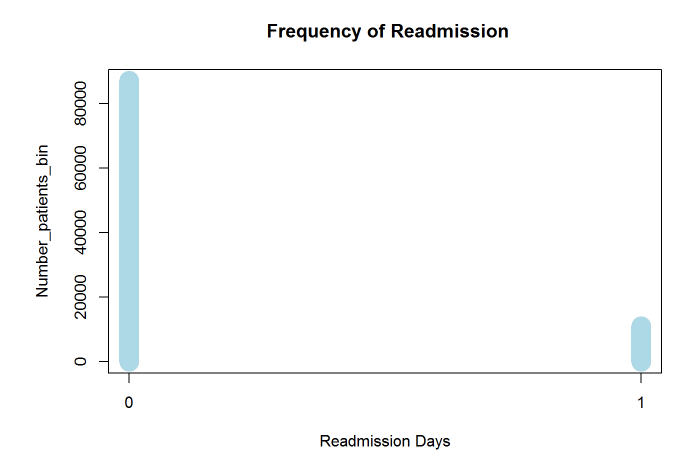 Frequency of Readmission
Number_patients_bin
80000
60000
40000
20000
0
0 1
Readmission Days